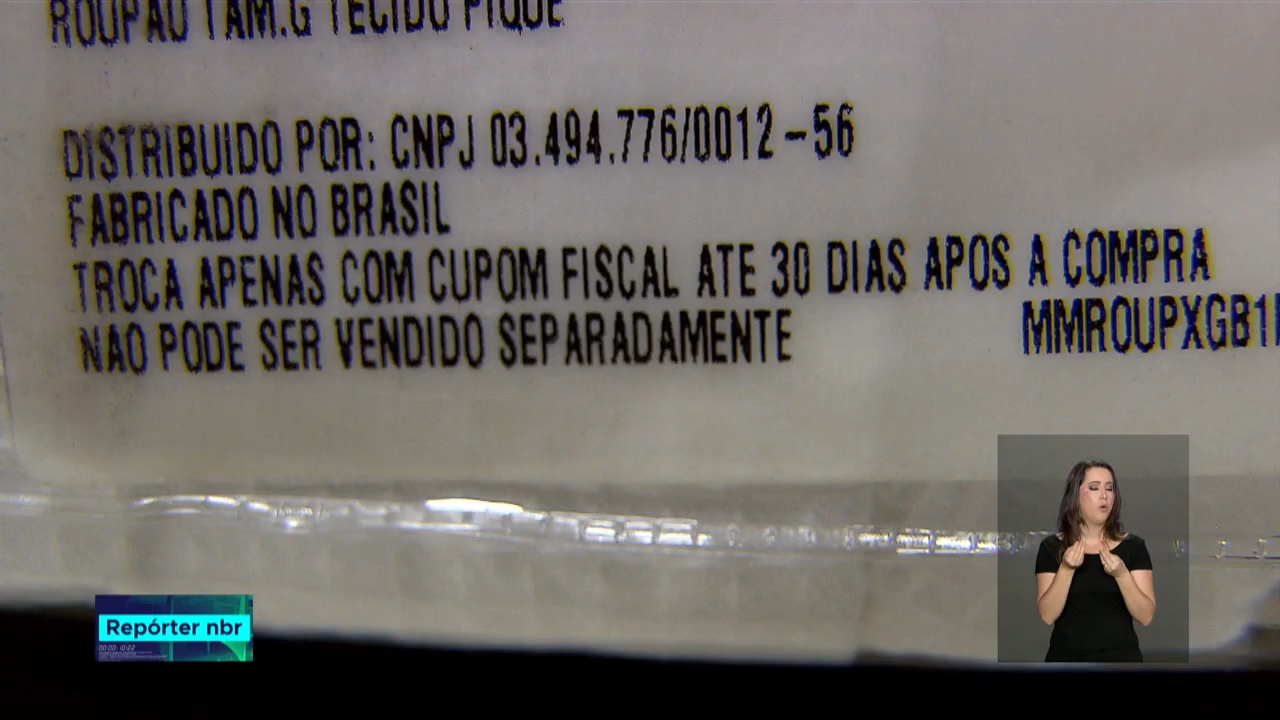 ROUPAO TAM.G TECIDO PIQUE
DISTRIBUIDO POR: CNPJ 03.494.776/0012-56
FABRICADO NO BRASIL
TROCA APENAS COM CUPOM FISCAL ATE 30 DIAS APOS A COMPRA
NAO PODE SER VENDIDO SEPARADAMENTE
MMROUPXGB1
Repórter nbr